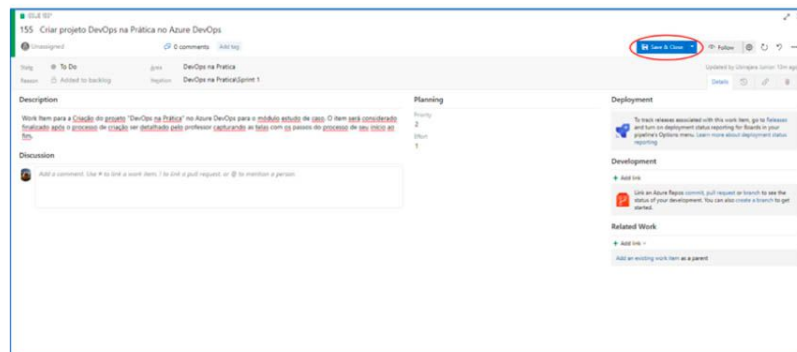 155 Criar projeto DevOps na Prática no Azure DevOps
Unassigned
0 comments
Add tag
Save & Close
Follow
State
To Do
Area
DevOps na Pratica
Updated by
Junior: 13m ago
Reason
Added to backlog
Iteration
DevOps na Pratica\Sprint 1
Details
Description
Work Item para a Criação do projeto "DevOps na Prática" no Azure DevOps para o módulo estudo de caso. O item será considerado
finalizado após o processo de criação ser detalhado pelo professor capturando as telas com os passos do processo de seu início ao
fim.
Discussion
Add a comment. Use # to link a work item, ! to link a pull request, or @ to mention a person.
Planning
Priority
2
Effort
1
Deployment
To track releases associated with this work item, go to Releases
and turn on deployment status reporting for Boards in your
pipeline's Options menu. Learn more about deployment status
reporting
Development
+ Add link
Link an Azure Repos commit, pull request or branch to see the
status of your development. You can also create a branch to get
started.
Related Work
+ Add link
Add an existing work item as a parent